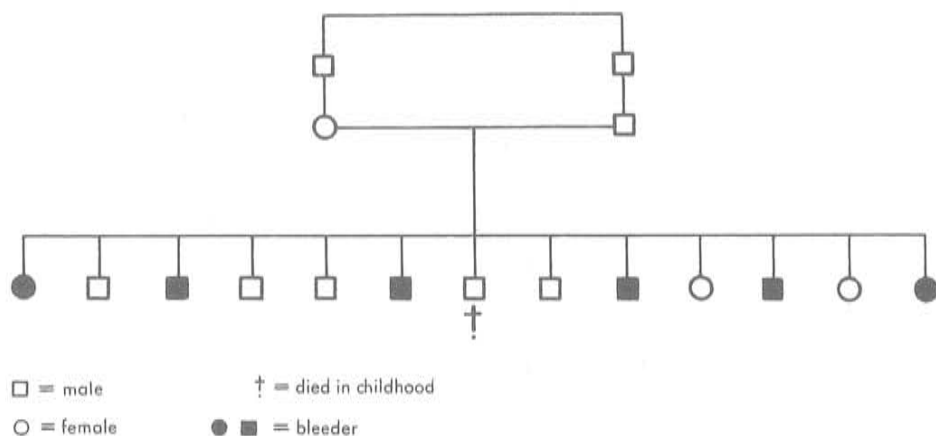 □ = male † = died in childhood
○ = female ● ■ = bleeder